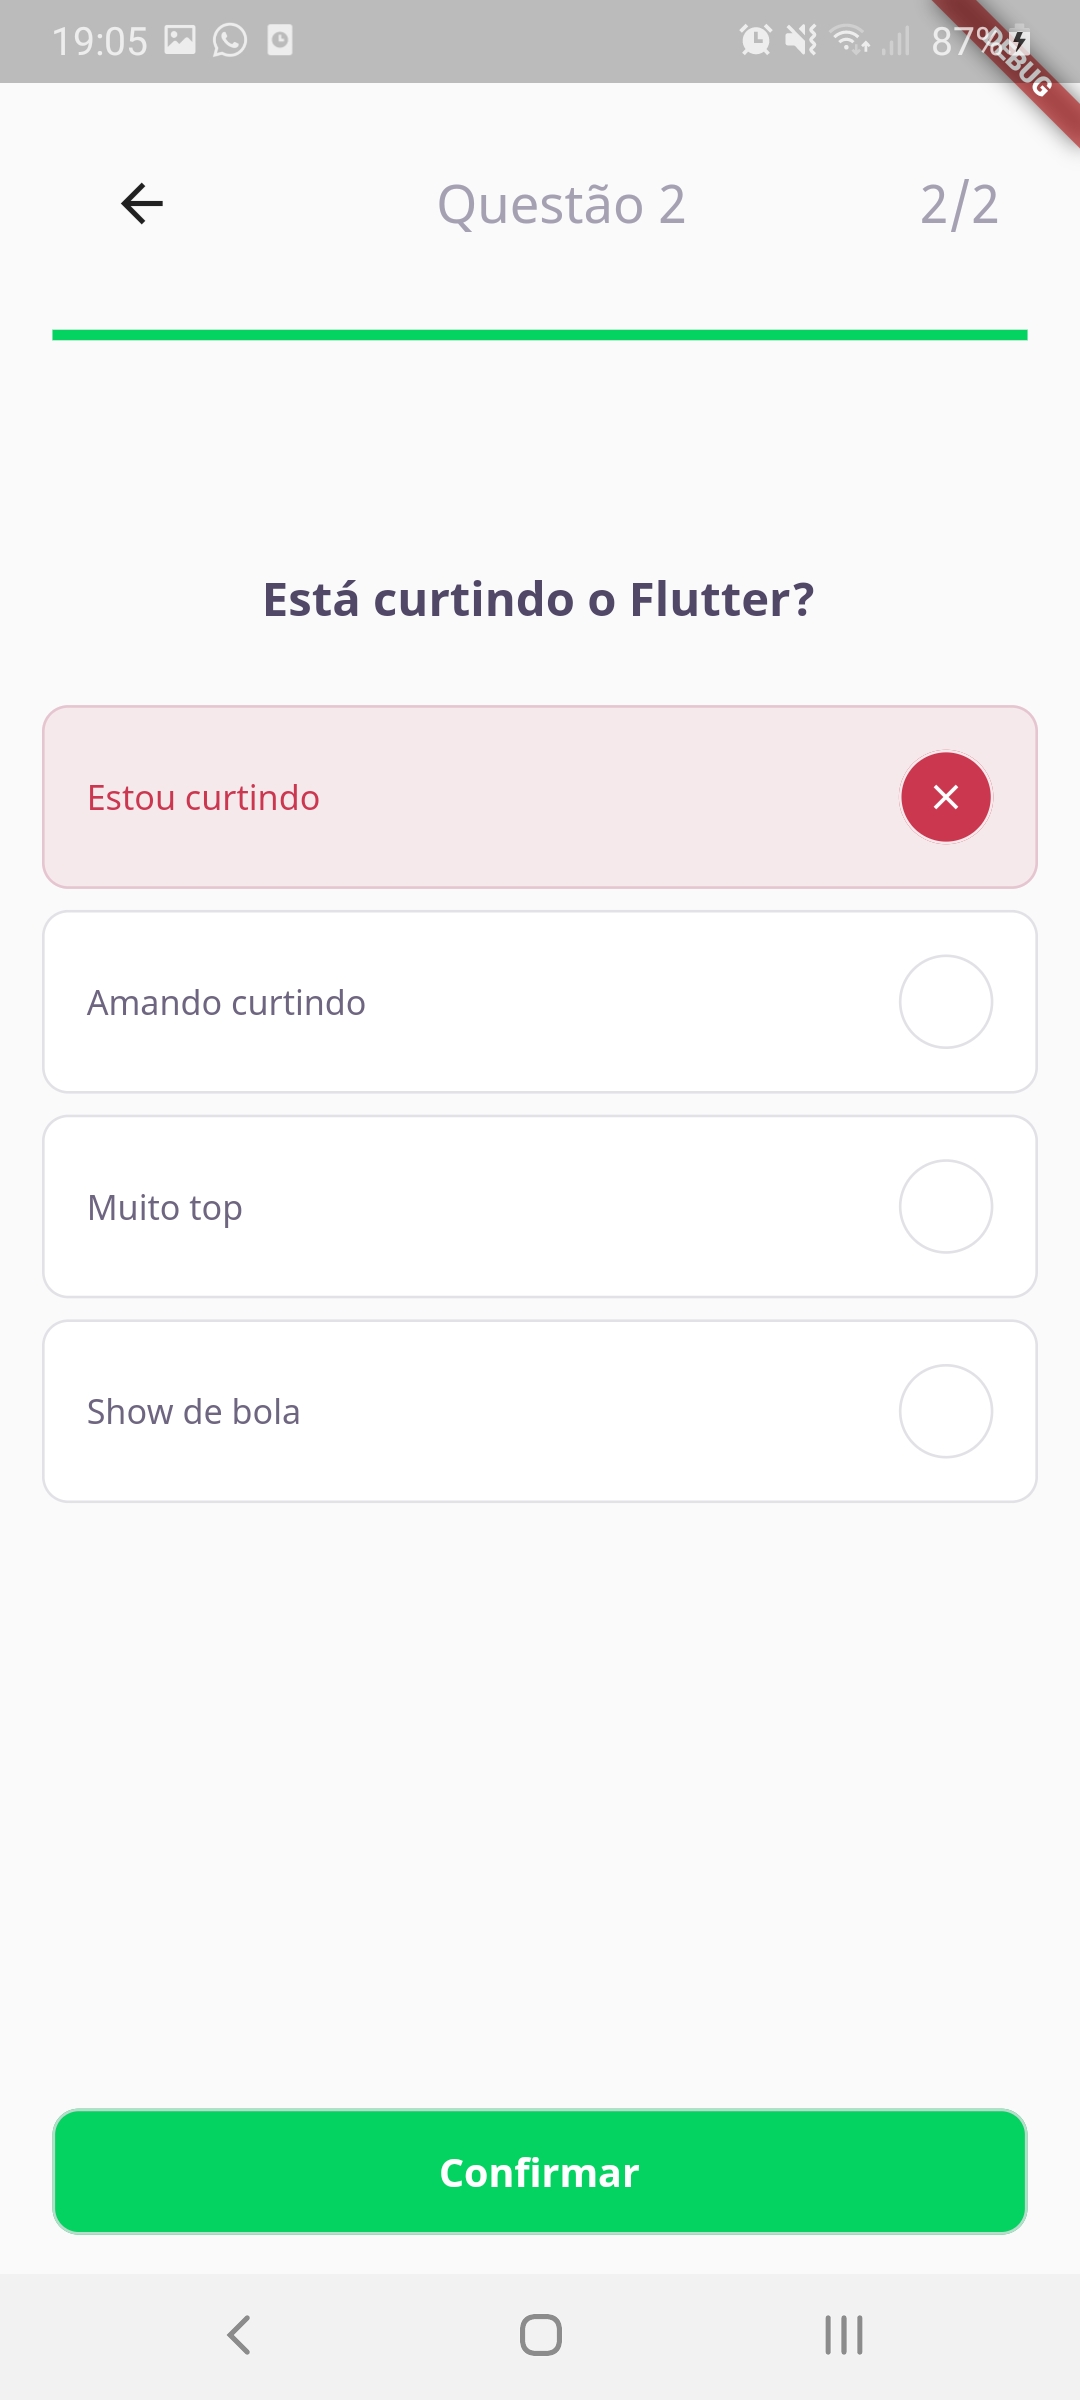 19:05
87%
DEBUG
Questão 2
2/2
Está curtindo o Flutter?
Estou curtindo
Amando curtindo
Muito top
Show de bola
Confirmar